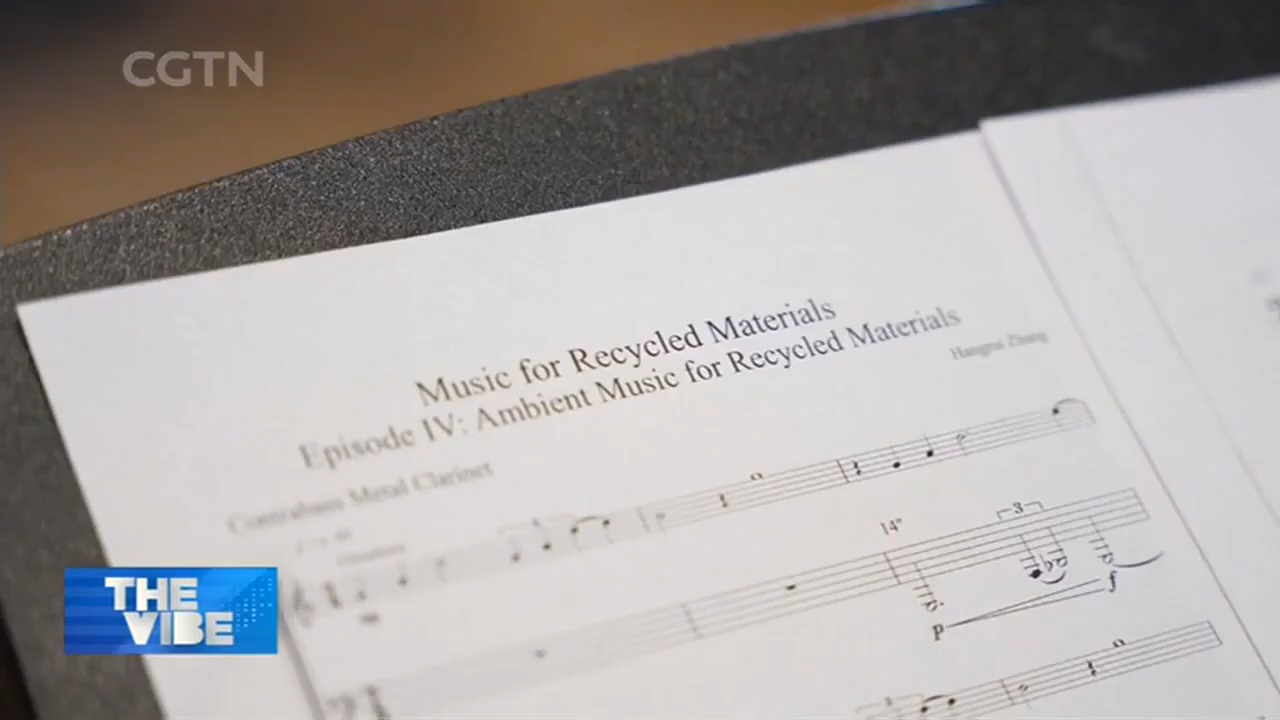 CGTN
Music for Recycled Materials
Episode IV: Ambient Music for Recycled Materials
Zhang
Contrabass Metal Clarinet
14"
3
p
f
THE
VIBE